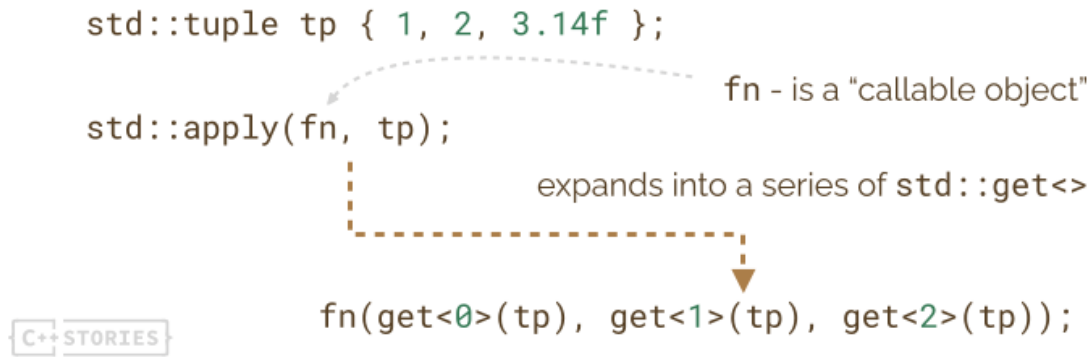 std::tuple tp { 1, 2, 3.14f };
fn - is a “callable object”
std::apply(fn, tp);
expands into a series of std::get<>
fn(get<0>(tp), get<1>(tp), get<2>(tp));
C++ STORIES